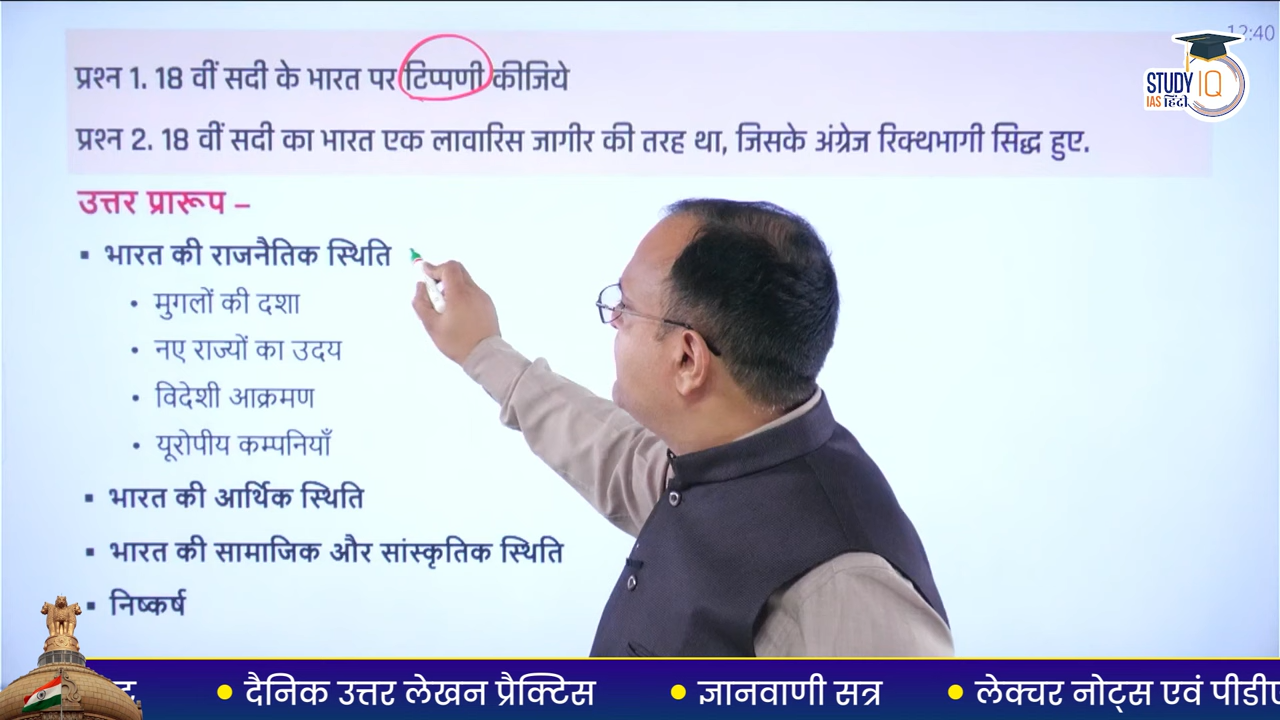 12:40
STUDY IQ
IAS हिंदी
प्रश्न 1. 18 वीं सदी के भारत पर टिप्पणी कीजिये
प्रश्न 2. 18 वीं सदी का भारत एक लावारिस जागीर की तरह था, जिसके अंग्रेज रिक्थभागी सिद्ध हुए.
उत्तर प्रारूप –
▪ भारत की राजनैतिक स्थिति
• मुगलों की दशा
• नए राज्यों का उदय
• विदेशी आक्रमण
• यूरोपीय कम्पनियाँ
▪ भारत की आर्थिक स्थिति
▪ भारत की सामाजिक और सांस्कृतिक स्थिति
▪ निष्कर्ष
• दैनिक उत्तर लेखन प्रैक्टिस • ज्ञानवाणी सत्र • लेक्चर नोट्स एवं